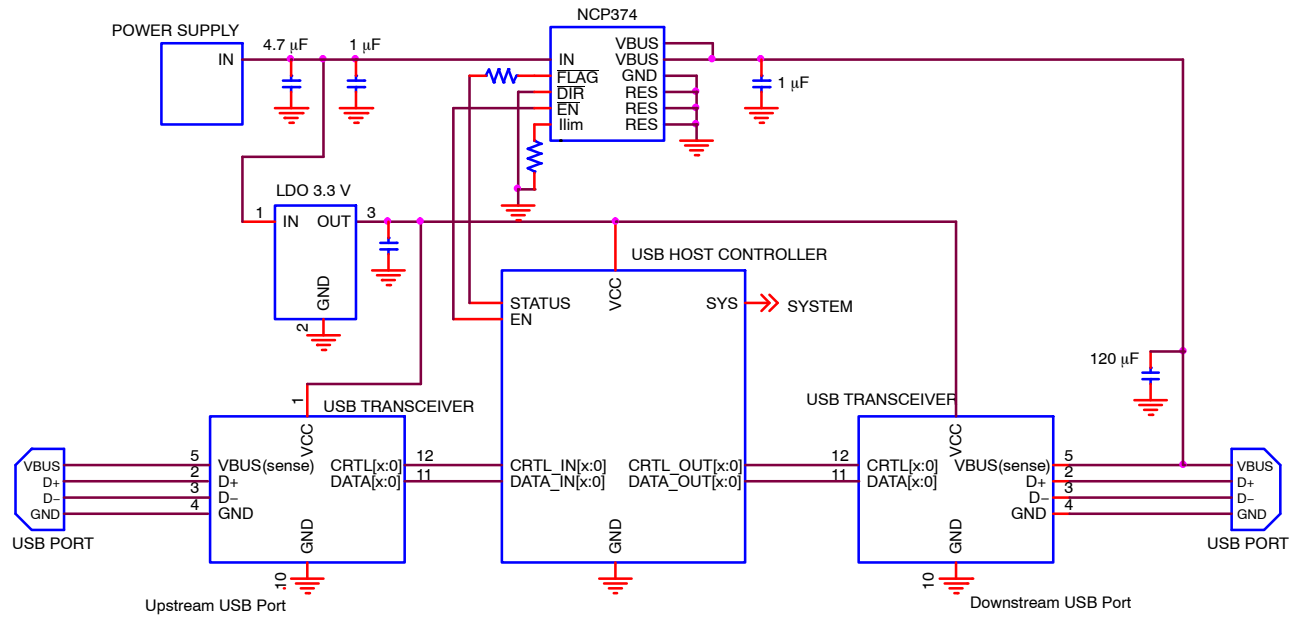 NCP374
POWER SUPPLY
IN
4.7 μF
1 μF
IN
FLAG
DIR
EN
Ilim
VBUS
VBUS
GND
RES
RES
RES
1 μF
LDO 3.3 V
1
IN
OUT
3
GND
2
USB HOST CONTROLLER
VCC
STATUS
EN
SYS
SYSTEM
CRTL_IN[x:0]
DATA_IN[x:0]
CRTL_OUT[x:0]
DATA_OUT[x:0]
GND
120 μF
1
USB TRANSCEIVER
VCC
VBUS(sense)
D+
D−
GND
CRTL[x:0]
DATA[x:0]
GND
5
2
3
4
12
11
10
VBUS
D+
D−
GND
USB PORT
Upstream USB Port
USB TRANSCEIVER
VCC
12
11
CRTL[x:0]
DATA[x:0]
VBUS(sense)
D+
D−
GND
GND
5
2
3
4
10
VBUS
D+
D−
GND
USB PORT
Downstream USB Port